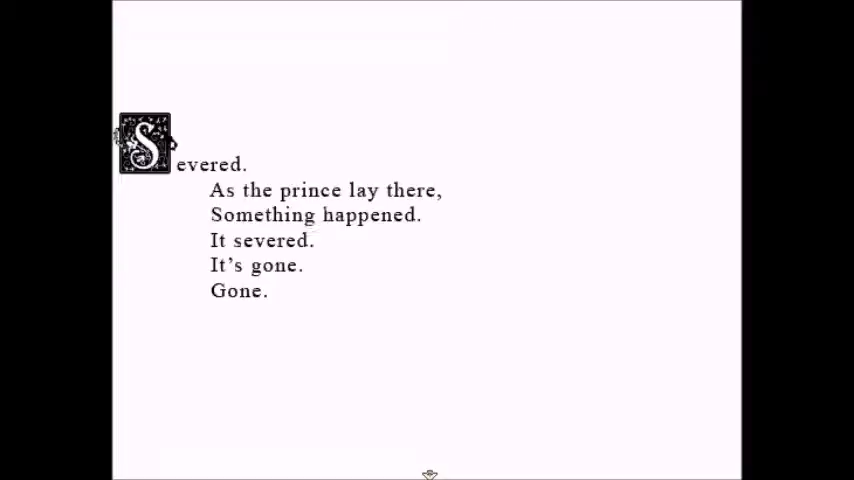 Severed.
As the prince lay there,
Something happened.
It severed.
It’s gone.
Gone.